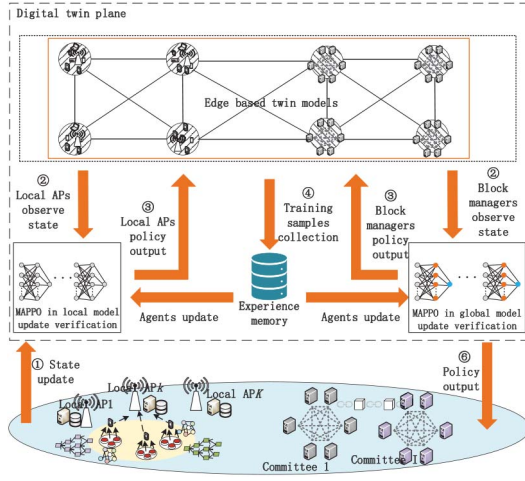 Digital twin plane
Edge based twin models
②
Local APs
observe
state
③
Local APs
policy
output
④
Training
samples
collection
③
Block
managers
policy
output
②
Block
managers
observe
state
MAPPO in local model
update verification
Agents update
Experience
memory
Agents update
MAPPO in global model
update verification
① State
update
⑥
Policy
output
Local AP1
Local APk
Local APK
Committee 1
Committee I